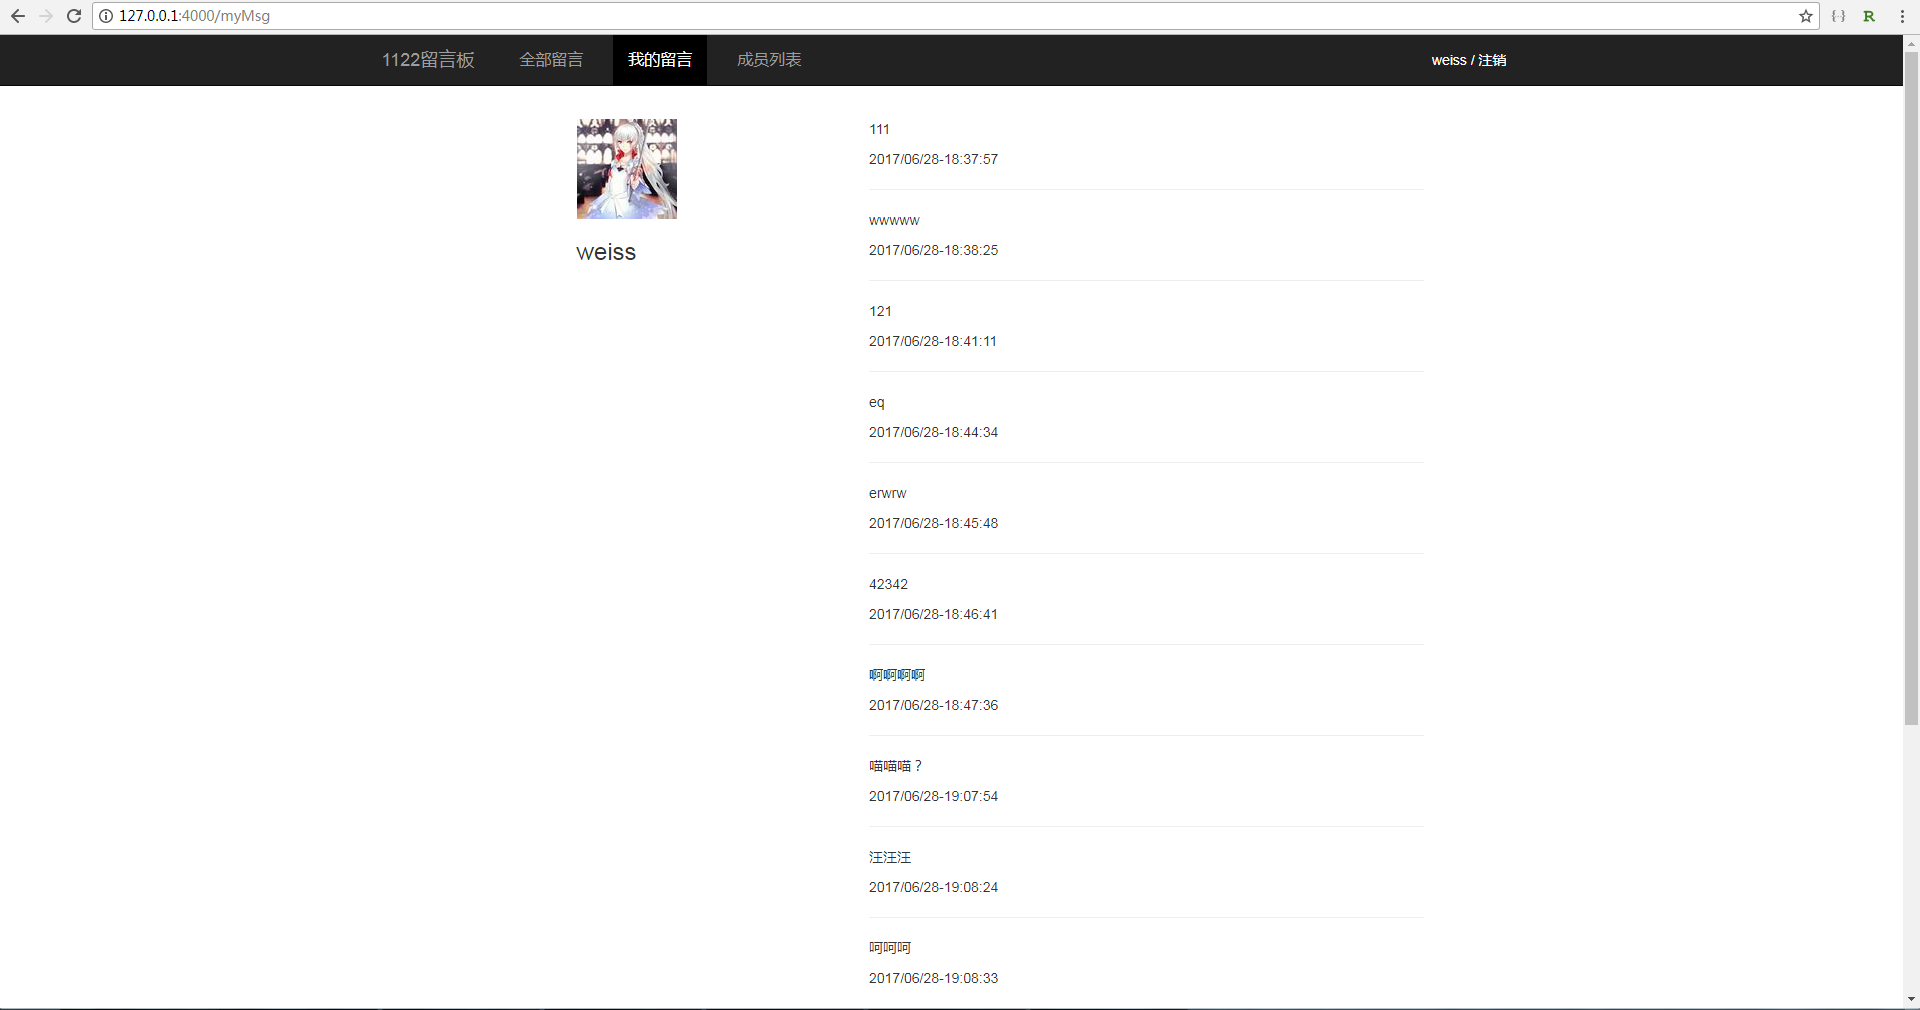 127.0.0.1:4000/myMsg
R
1122留言板 全部留言 我的留言 成员列表 weiss / 注销
weiss
111
2017/06/28-18:37:57
wwwww
2017/06/28-18:38:25
121
2017/06/28-18:41:11
eq
2017/06/28-18:44:34
erwrw
2017/06/28-18:45:48
42342
2017/06/28-18:46:41
啊啊啊啊
2017/06/28-18:47:36
喵喵喵？
2017/06/28-19:07:54
汪汪汪
2017/06/28-19:08:24
呵呵呵
2017/06/28-19:08:33